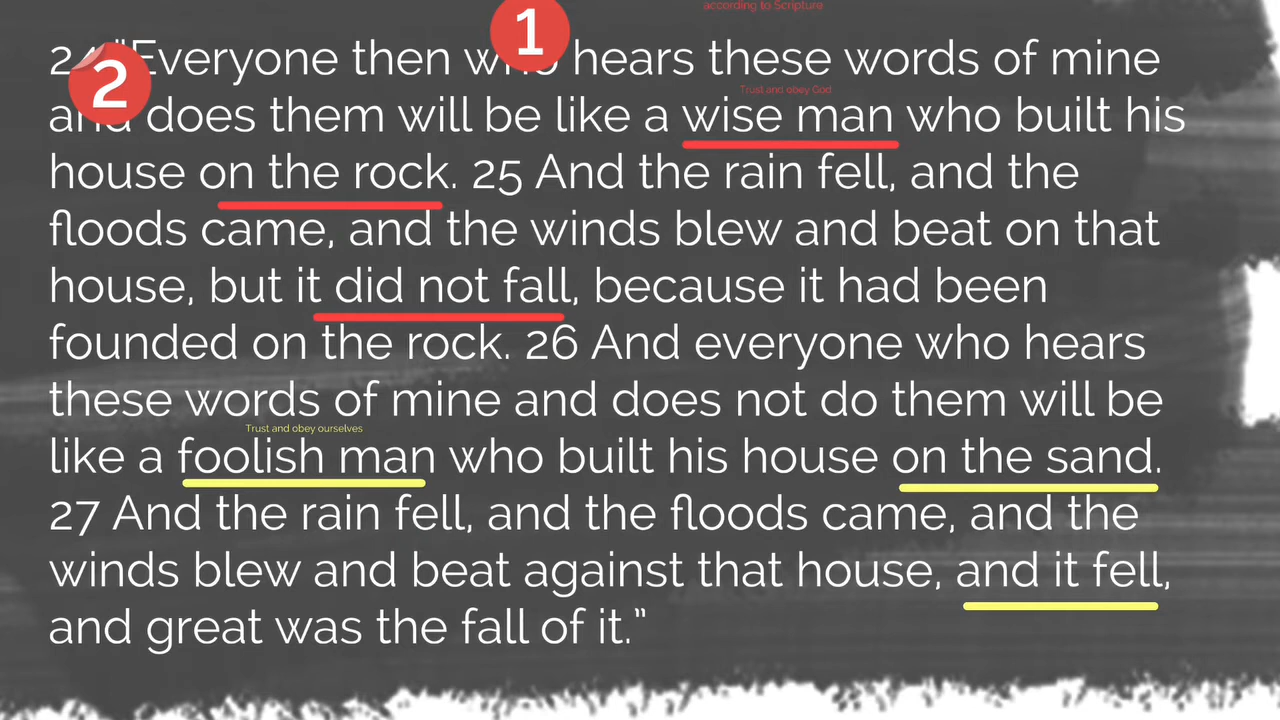 according to Scripture
1
2
24 "Everyone then who hears these words of mine
Trust and obey God
and does them will be like a wise man who built his
house on the rock. 25 And the rain fell, and the
floods came, and the winds blew and beat on that
house, but it did not fall, because it had been
founded on the rock. 26 And everyone who hears
these words of mine and does not do them will be
Trust and obey ourselves
like a foolish man who built his house on the sand.
27 And the rain fell, and the floods came, and the
winds blew and beat against that house, and it fell,
and great was the fall of it.”